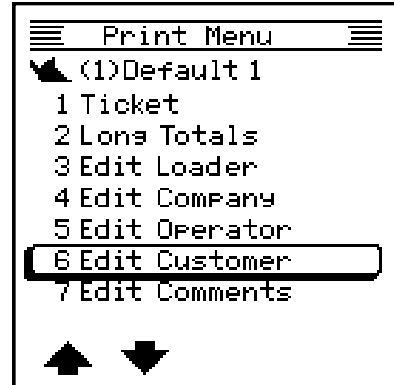 Print Menu
(1)Default 1
1 Ticket
2 Long Totals
3 Edit Loader
4 Edit Company
5 Edit Operator
6 Edit Customer
7 Edit Comments